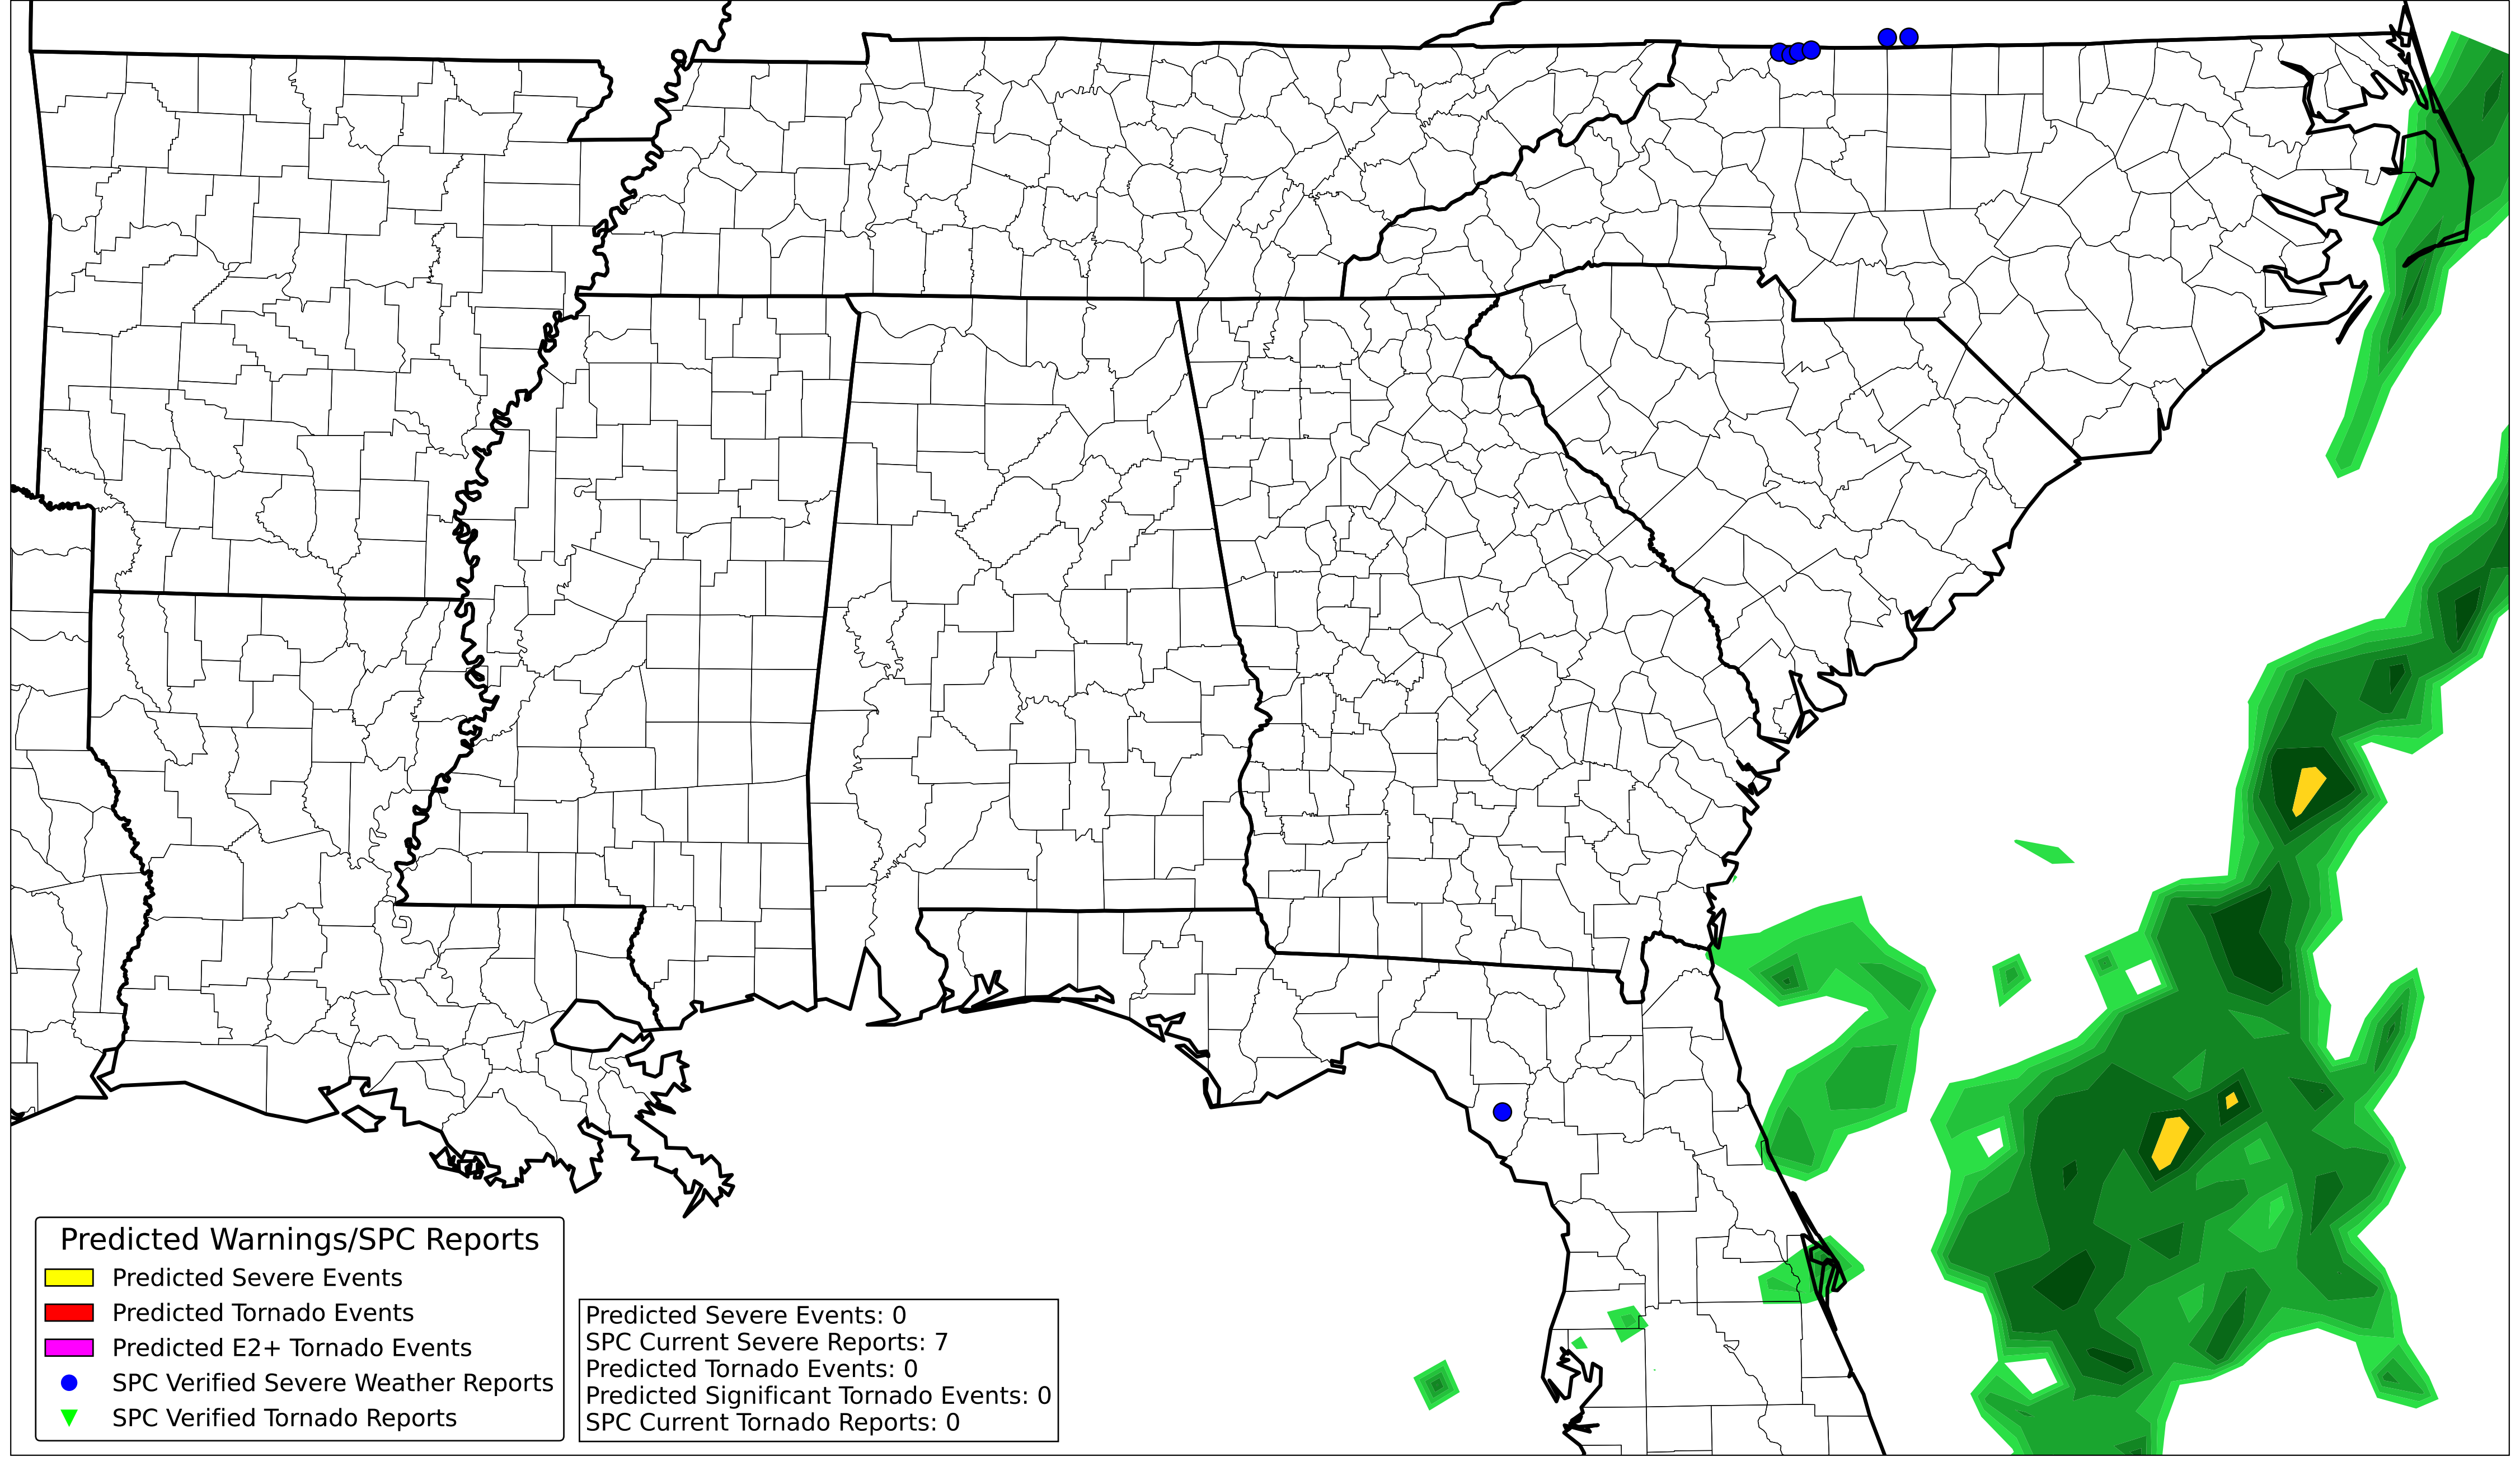 Predicted Warnings/SPC Reports
Predicted Severe Events
Predicted Tornado Events
Predicted E2+ Tornado Events
SPC Verified Severe Weather Reports
SPC Verified Tornado Reports
Predicted Severe Events: 0
SPC Current Severe Reports: 7
Predicted Tornado Events: 0
Predicted Significant Tornado Events: 0
SPC Current Tornado Reports: 0